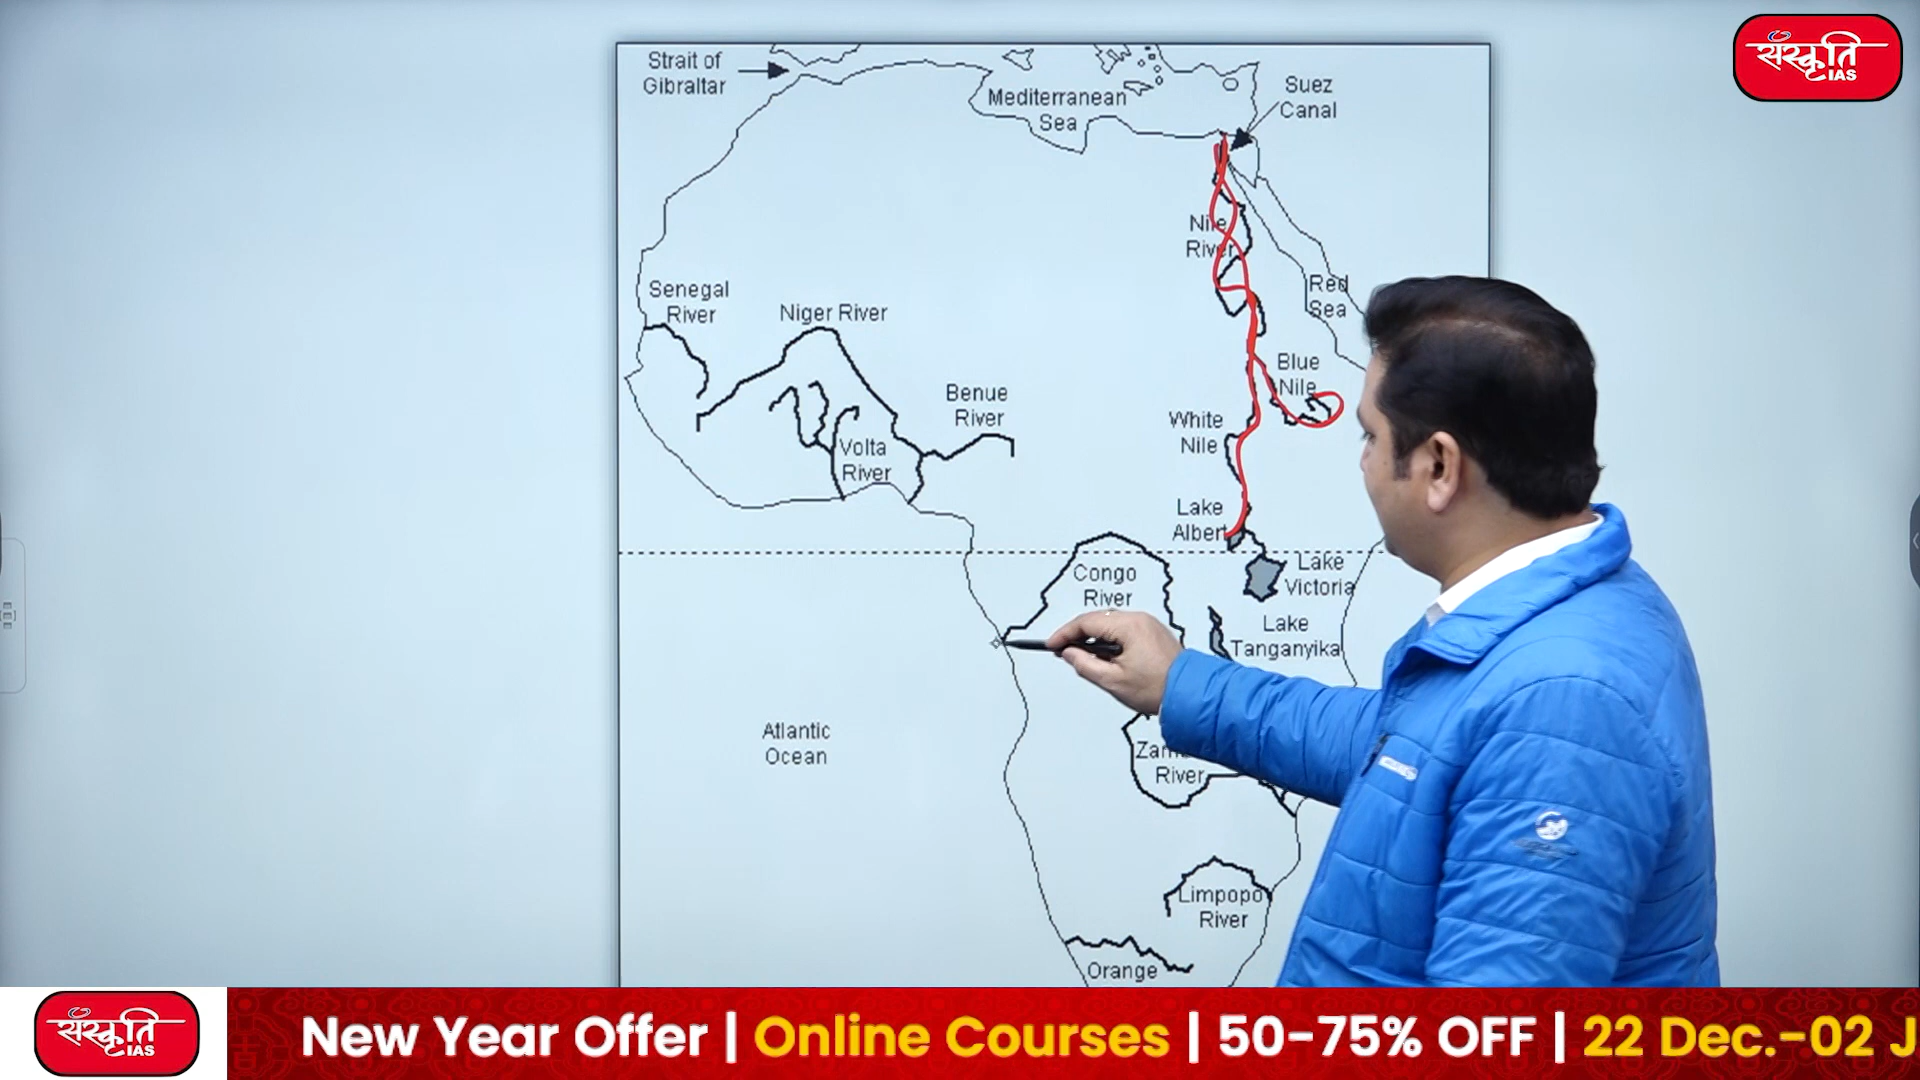 संस्कृति
IAS
Strait of
Gibraltar
Mediterranean
Sea
Suez
Canal
Nile
River
Red
Sea
Senegal
River
Niger River
Blue
Nile
Benue
River
White
Nile
Volta
River
Lake
Albert
Congo
River
Lake
Victoria
Lake
Tanganyika
Atlantic
Ocean
River
Limpopo
River
Orange
संस्कृति
IAS
New Year Offer | Online Courses | 50-75% OFF | 22 Dec.-02 J